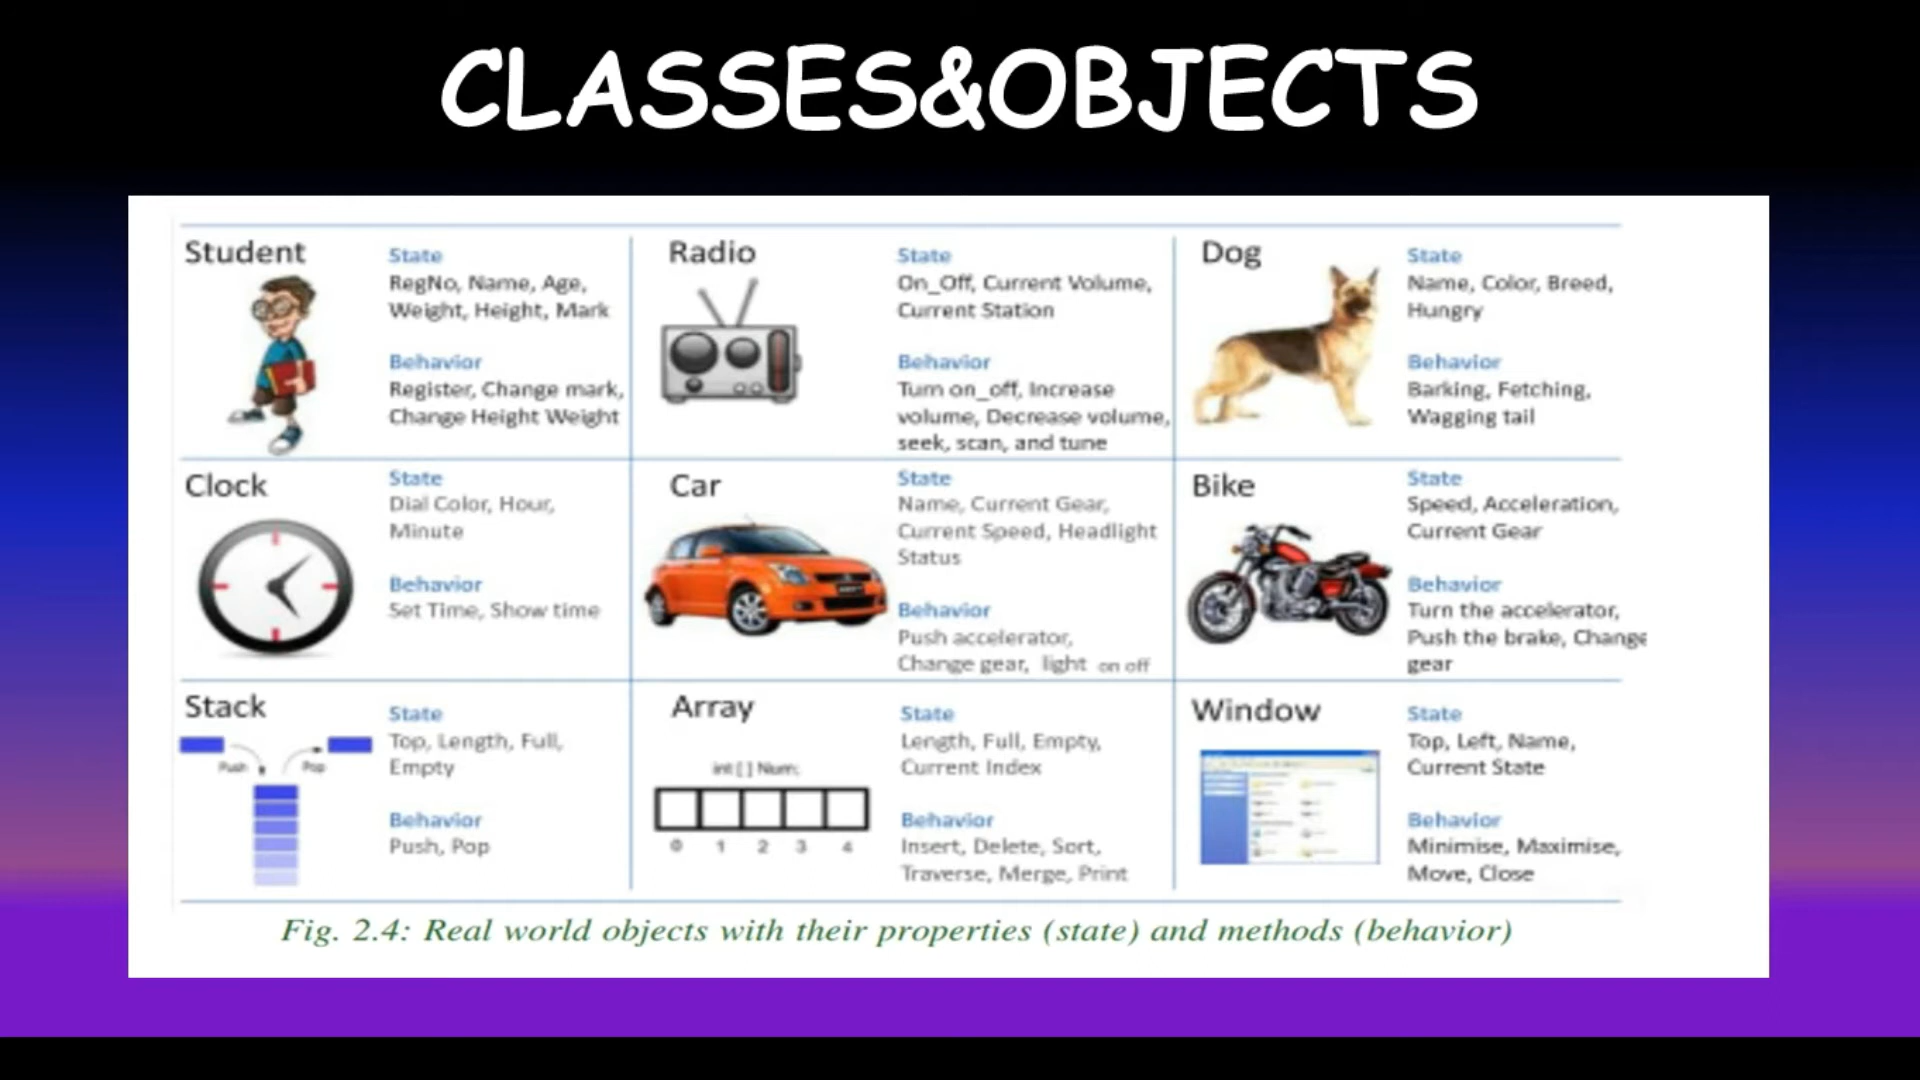 CLASSES&OBJECTS
Student
State
RegNo, Name, Age,
Weight, Height, Mark
Behavior
Register, Change mark,
Change Height Weight
Radio
State
On_Off, Current Volume,
Current Station
Behavior
Turn on_off, Increase
volume, Decrease volume,
seek, scan, and tune
Dog
State
Name, Color, Breed,
Hungry
Behavior
Barking, Fetching,
Wagging tail
Clock
State
Dial Color, Hour,
Minute
Behavior
Set Time, Show time
Car
State
Name, Current Gear,
Current Speed, Headlight
Status
Behavior
Push accelerator,
Change gear, light on off
Bike
State
Speed, Acceleration,
Current Gear
Behavior
Turn the accelerator,
Push the brake, Change
gear
Stack
Push Pop
State
Top, Length, Full,
Empty
Behavior
Push, Pop
Array
int [ ] Num;
0 1 2 3 4
State
Length, Full, Empty,
Current Index
Behavior
Insert, Delete, Sort,
Traverse, Merge, Print
Window
State
Top, Left, Name,
Current State
Behavior
Minimise, Maximise,
Move, Close
Fig. 2.4: Real world objects with their properties (state) and methods (behavior)